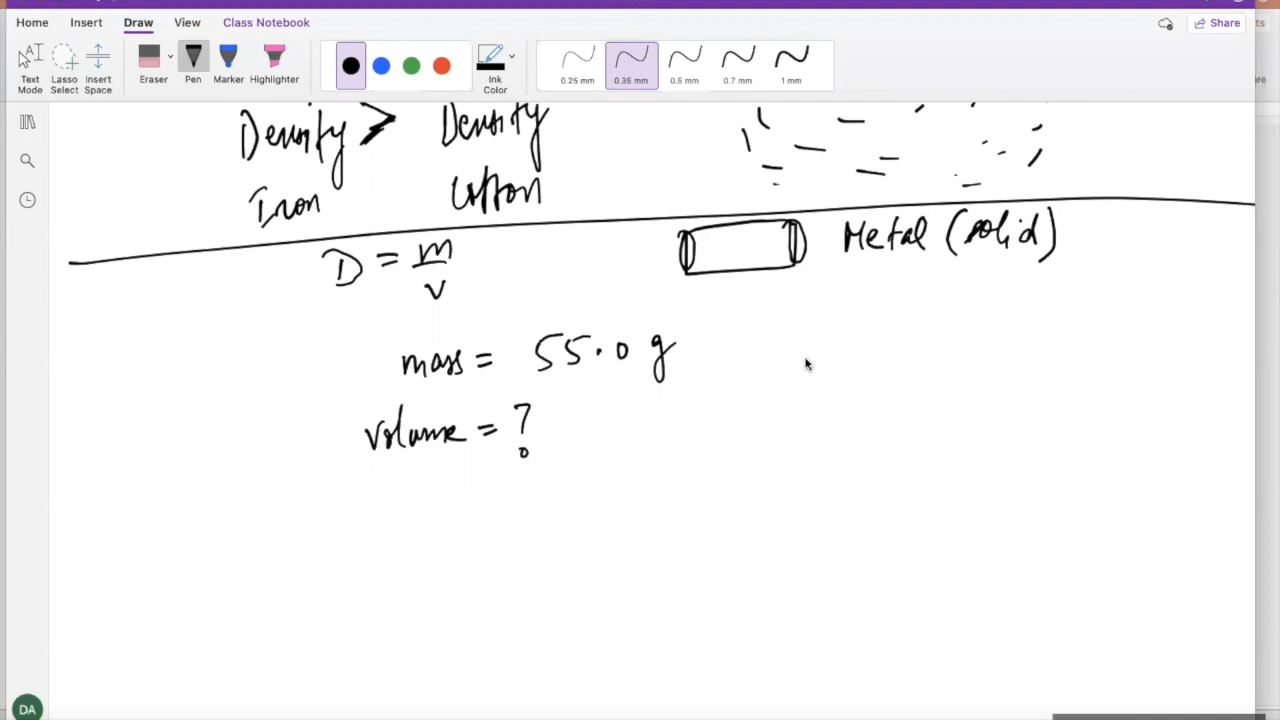 Home Insert Draw View Class Notebook Share
Text Mode Lasso Select Insert Space Eraser Pen Marker Highlighter Ink Color 0.25 mm 0.35 mm 0.5 mm 0.7 mm 1 mm
Density > Density
Iron Cotton
D = m/v Metal (solid)
mass = 55.0 g
volume = ?
DA